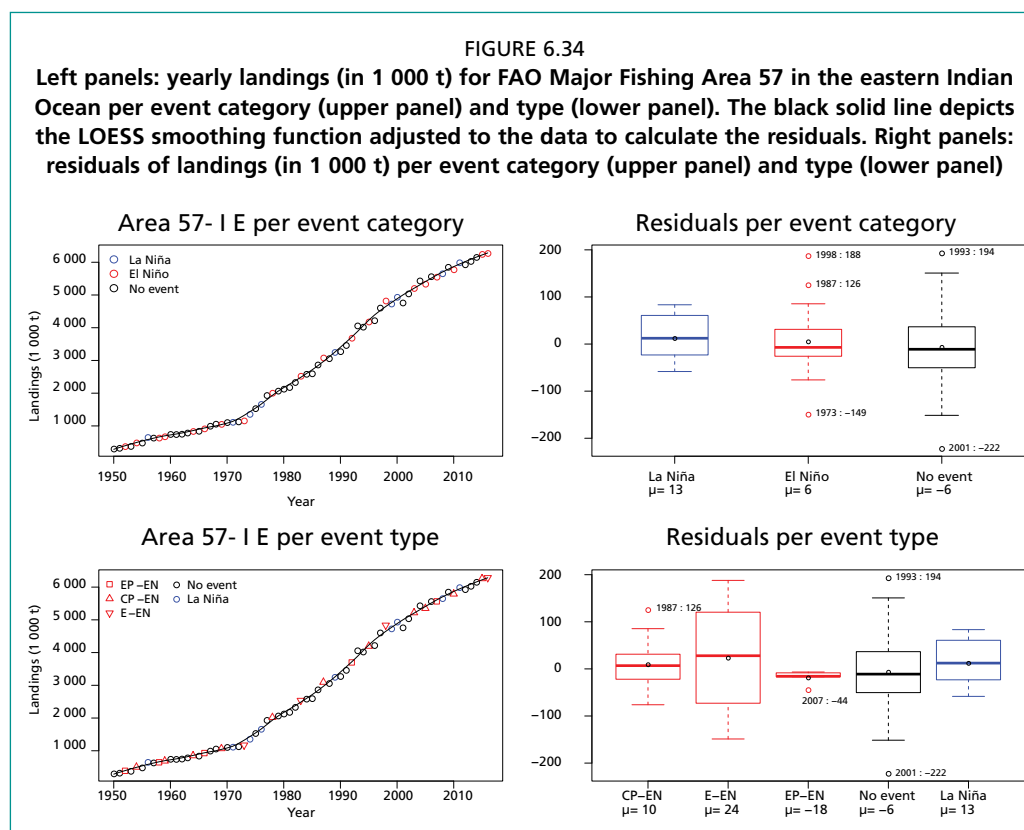 FIGURE 6.34
Left panels: yearly landings (in 1 000 t) for FAO Major Fishing Area 57 in the eastern Indian
Ocean per event category (upper panel) and type (lower panel). The black solid line depicts
the LOESS smoothing function adjusted to the data to calculate the residuals. Right panels:
residuals of landings (in 1 000 t) per event category (upper panel) and type (lower panel)
Area 57- I E per event category
La Niña
El Niño
No event
6 000
5 000
4 000
3 000
2 000
1 000
Landings (1 000 t)
1950 1960 1970 1980 1990 2000 2010
Year
Residuals per event category
200
100
0
−100
−200
1998 : 188
1987 : 126
1973 : −149
1993 : 194
2001 : −222
La Niña El Niño No event
µ= 13 µ= 6 µ= −6
Area 57- I E per event type
EP −EN No event
CP −EN La Niña
E−EN
6 000
5 000
4 000
3 000
2 000
1 000
Landings (1 000 t)
1950 1960 1970 1980 1990 2000 2010
Year
Residuals per event type
200
100
0
−100
−200
1987 : 126
2007 : −44
1993 : 194
2001 : −222
CP−EN E−EN EP−EN No event La Niña
µ= 10 µ= 24 µ= −18 µ= −6 µ= 13